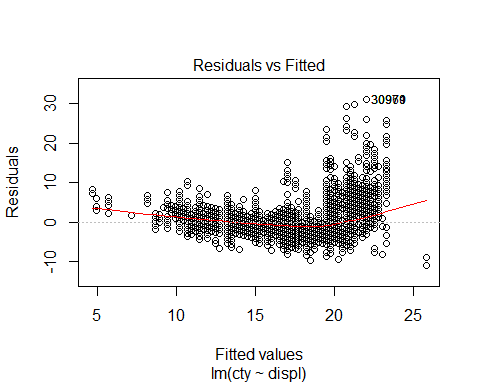 Residuals vs Fitted
30
20
10
0
-10
Residuals
5
10
15
20
25
Fitted values
lm(cty ~ displ)